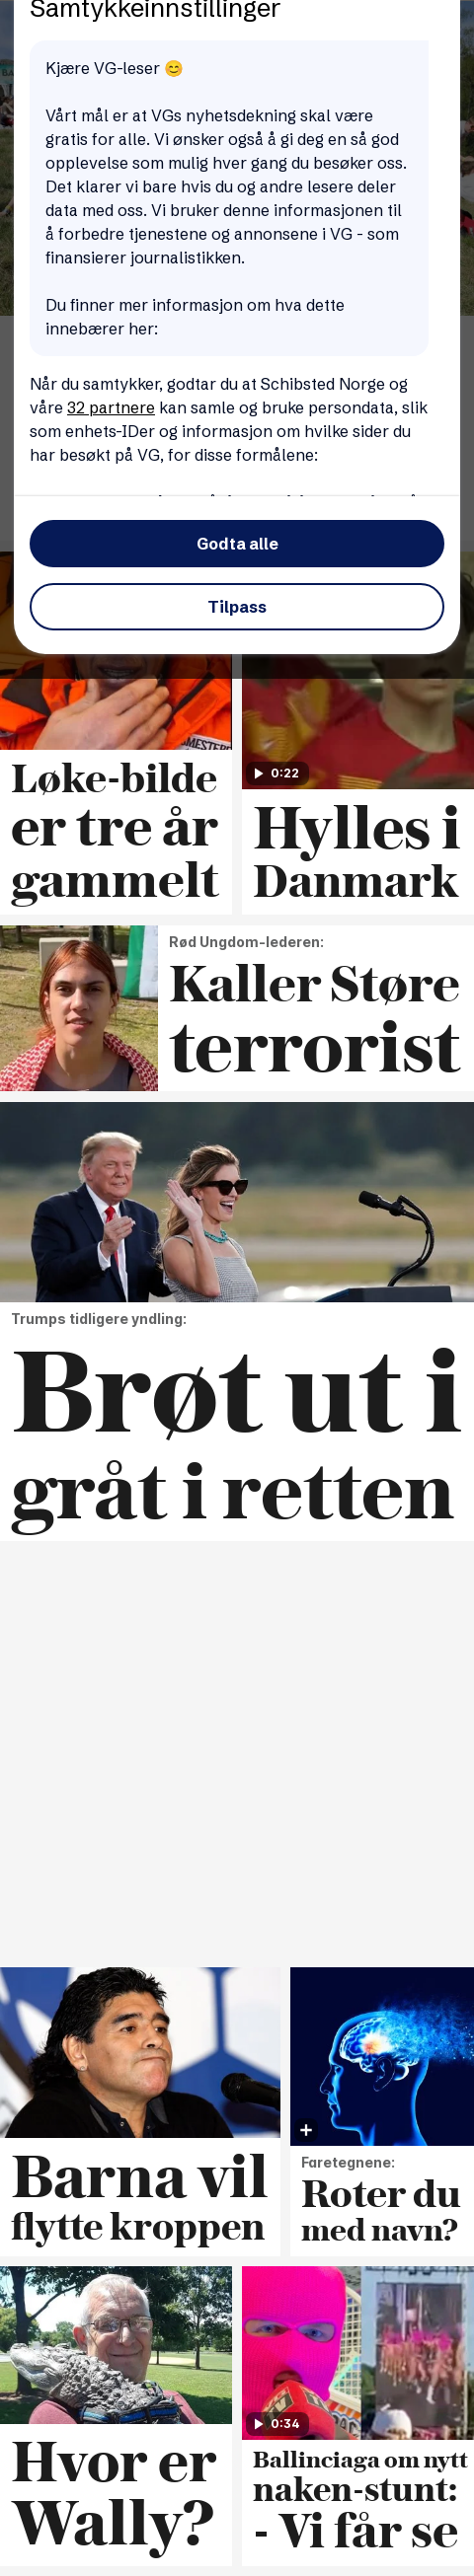 Samtykkeinnstillinger
Kjære VG-leser 😊
Vårt mål er at VGs nyhetsdekning skal være
gratis for alle. Vi ønsker også å gi deg en så god
opplevelse som mulig hver gang du besøker oss.
Det klarer vi bare hvis du og andre lesere deler
data med oss. Vi bruker denne informasjonen til
å forbedre tjenestene og annonsene i VG - som
finansierer journalistikken.
Du finner mer informasjon om hva dette
innebærer her:
Når du samtykker, godtar du at Schibsted Norge og
våre 32 partnere kan samle og bruke persondata, slik
som enhets-IDer og informasjon om hvilke sider du
har besøkt på VG, for disse formålene:
Godta alle
Tilpass
Løke-bilde
er tre år
gammelt
0:22
Hylles i
Danmark
Rød Ungdom-lederen:
Kaller Støre
terrorist
Trumps tidligere yndling:
Brøt ut i
gråt i retten
Barna vil
flytte kroppen
Faretegnene:
Roter du
med navn?
Hvor er
Wally?
0:34
Ballinciaga om nytt
naken-stunt:
- Vi får se